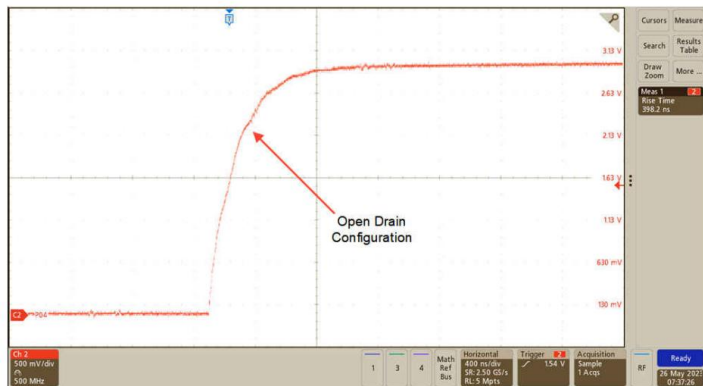 T
Cursors Measure
Search Results Table
Draw Zoom More ...
Meas 1 2
Rise Time
398.2 ns
3.13 V
2.63 V
2.13 V
1.63 V
1.13 V
630 mV
130 mV
Open Drain
Configuration
C2 P04
Ch 2
500 mV/div
500 MHz
1 3 4
Math
Ref
Bus
Horizontal
400 ns/div
SR: 2.50 GS/s
RL: 5 Mpts
Trigger 2
1.54 V
Acquisition
Sample
1 Acqs
RF
Ready
07:37:26